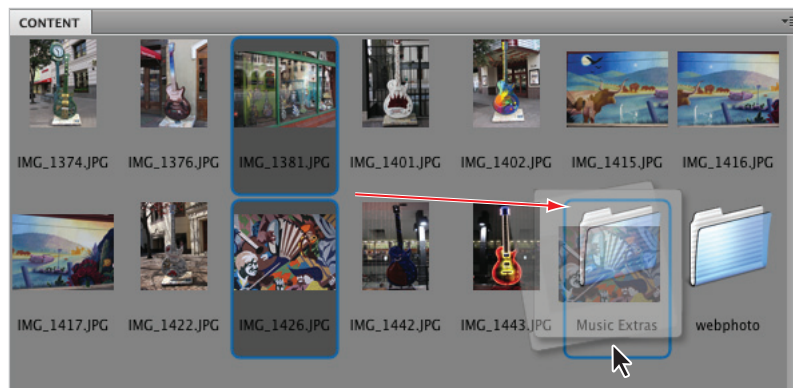 CONTENT
IMG_1374.JPG IMG_1376.JPG IMG_1381.JPG IMG_1401.JPG IMG_1402.JPG IMG_1415.JPG IMG_1416.JPG
IMG_1417.JPG IMG_1422.JPG IMG_1426.JPG IMG_1442.JPG IMG_1443.JPG Music Extras webphoto